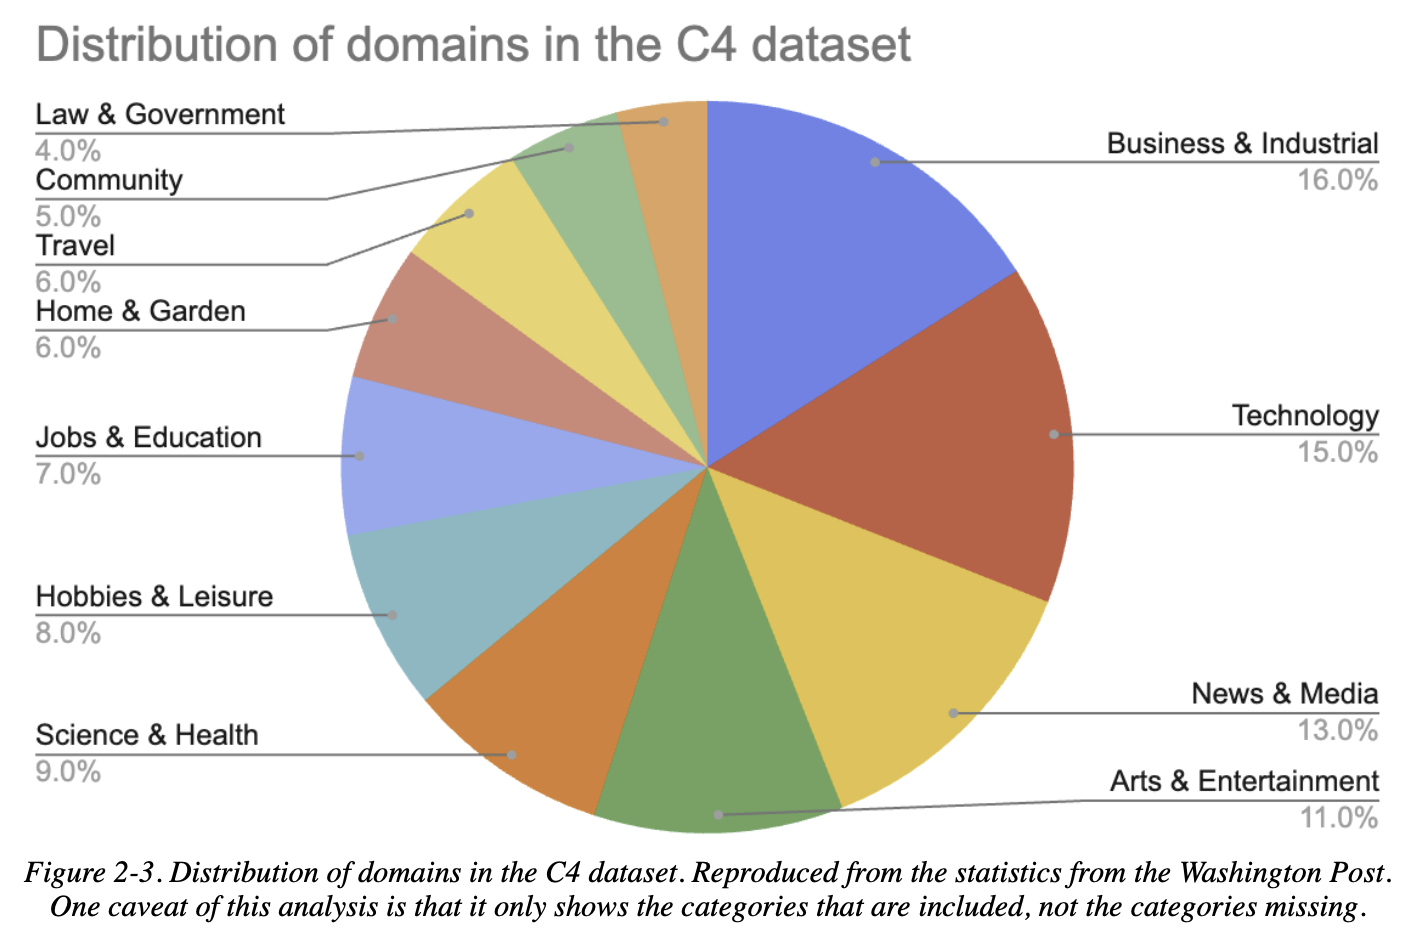 Distribution of domains in the C4 dataset
Law & Government
4.0%
Community
5.0%
Travel
6.0%
Home & Garden
6.0%
Jobs & Education
7.0%
Hobbies & Leisure
8.0%
Science & Health
9.0%
Business & Industrial
16.0%
Technology
15.0%
News & Media
13.0%
Arts & Entertainment
11.0%
Figure 2-3. Distribution of domains in the C4 dataset. Reproduced from the statistics from the Washington Post.
One caveat of this analysis is that it only shows the categories that are included, not the categories missing.